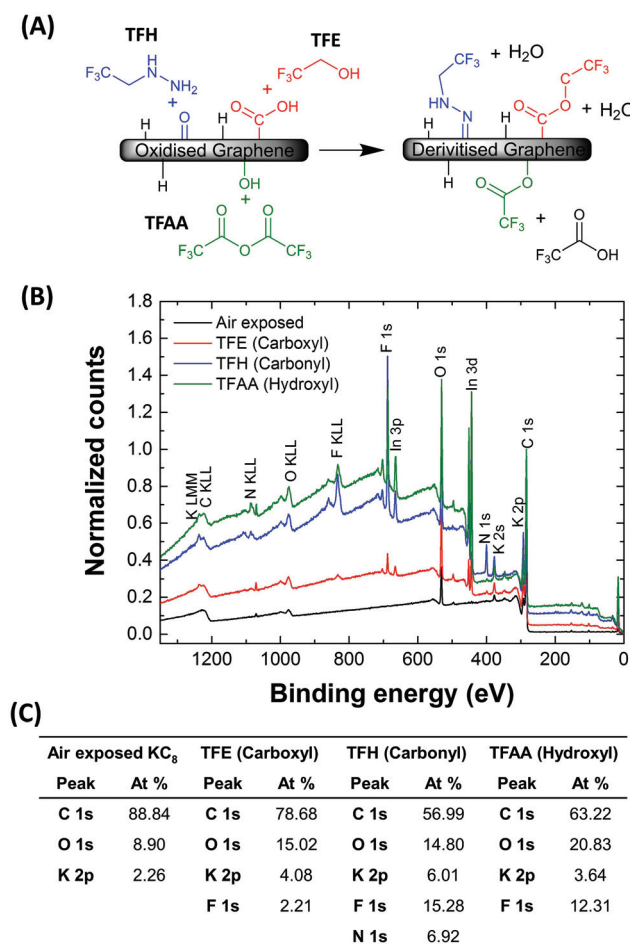 (A)
TFH
TFE
F₃C
H
N
NH₂
+
O
H
H
Oxidised Graphene
F₃C
OH
+
O
OH
C
OH
+
TFAA
O
O
F₃C
O
CF₃
CF₃
+ H₂O
HN
N
H
H
Derivitised Graphene
CF₃
C
O
O
C
+ H₂O
O
O
CF₃
+
O
F₃C
OH
(B)
1.8
1.6
1.4
1.2
1.0
0.8
0.6
0.4
0.2
0.0
Normalized counts
Air exposed
TFE (Carboxyl)
TFH (Carbonyl)
TFAA (Hydroxyl)
K LMM
C KLL
N KLL
O KLL
F KLL
F 1s
In 3p
O 1s
In 3d
N 1s
K 2s
K 2p
C 1s
1200 1000 800 600 400 200 0
Binding energy (eV)
(C)
Air exposed KC₈ TFE (Carboxyl) TFH (Carbonyl) TFAA (Hydroxyl)
Peak At % Peak At % Peak At % Peak At %
C 1s 88.84 C 1s 78.68 C 1s 56.99 C 1s 63.22
O 1s 8.90 O 1s 15.02 O 1s 14.80 O 1s 20.83
K 2p 2.26 K 2p 4.08 K 2p 6.01 K 2p 3.64
F 1s 2.21 F 1s 15.28 F 1s 12.31
N 1s 6.92